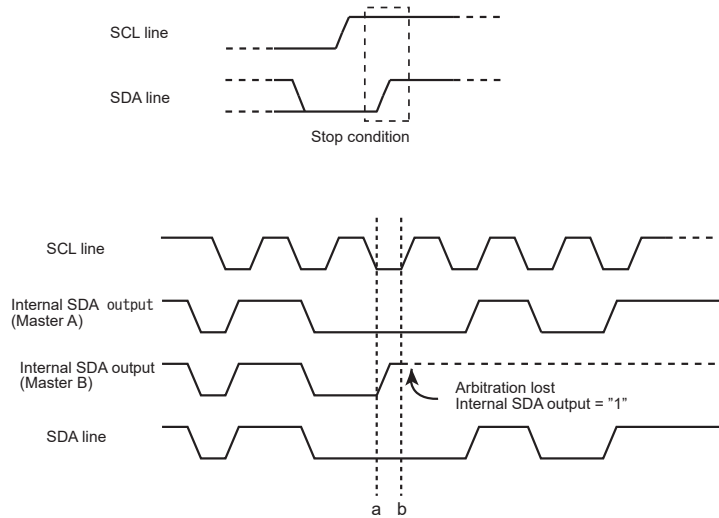 SCL line
SDA line
Stop condition
SCL line
Internal SDA output
(Master A)
Internal SDA output
(Master B)
Arbitration lost
Internal SDA output = ”1”
SDA line
a b